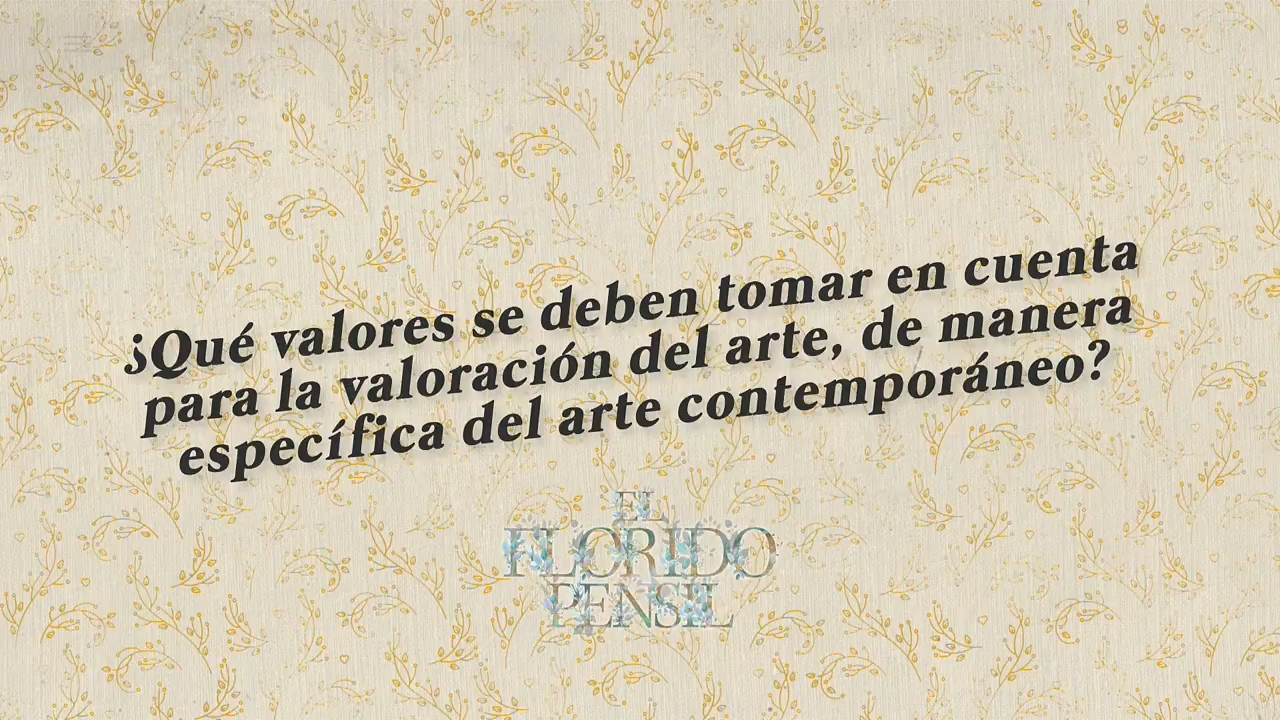 ¿Qué valores se deben tomar en cuenta
para la valoración del arte, de manera
específica del arte contemporáneo?
EL
FLORIDO
PENSIL